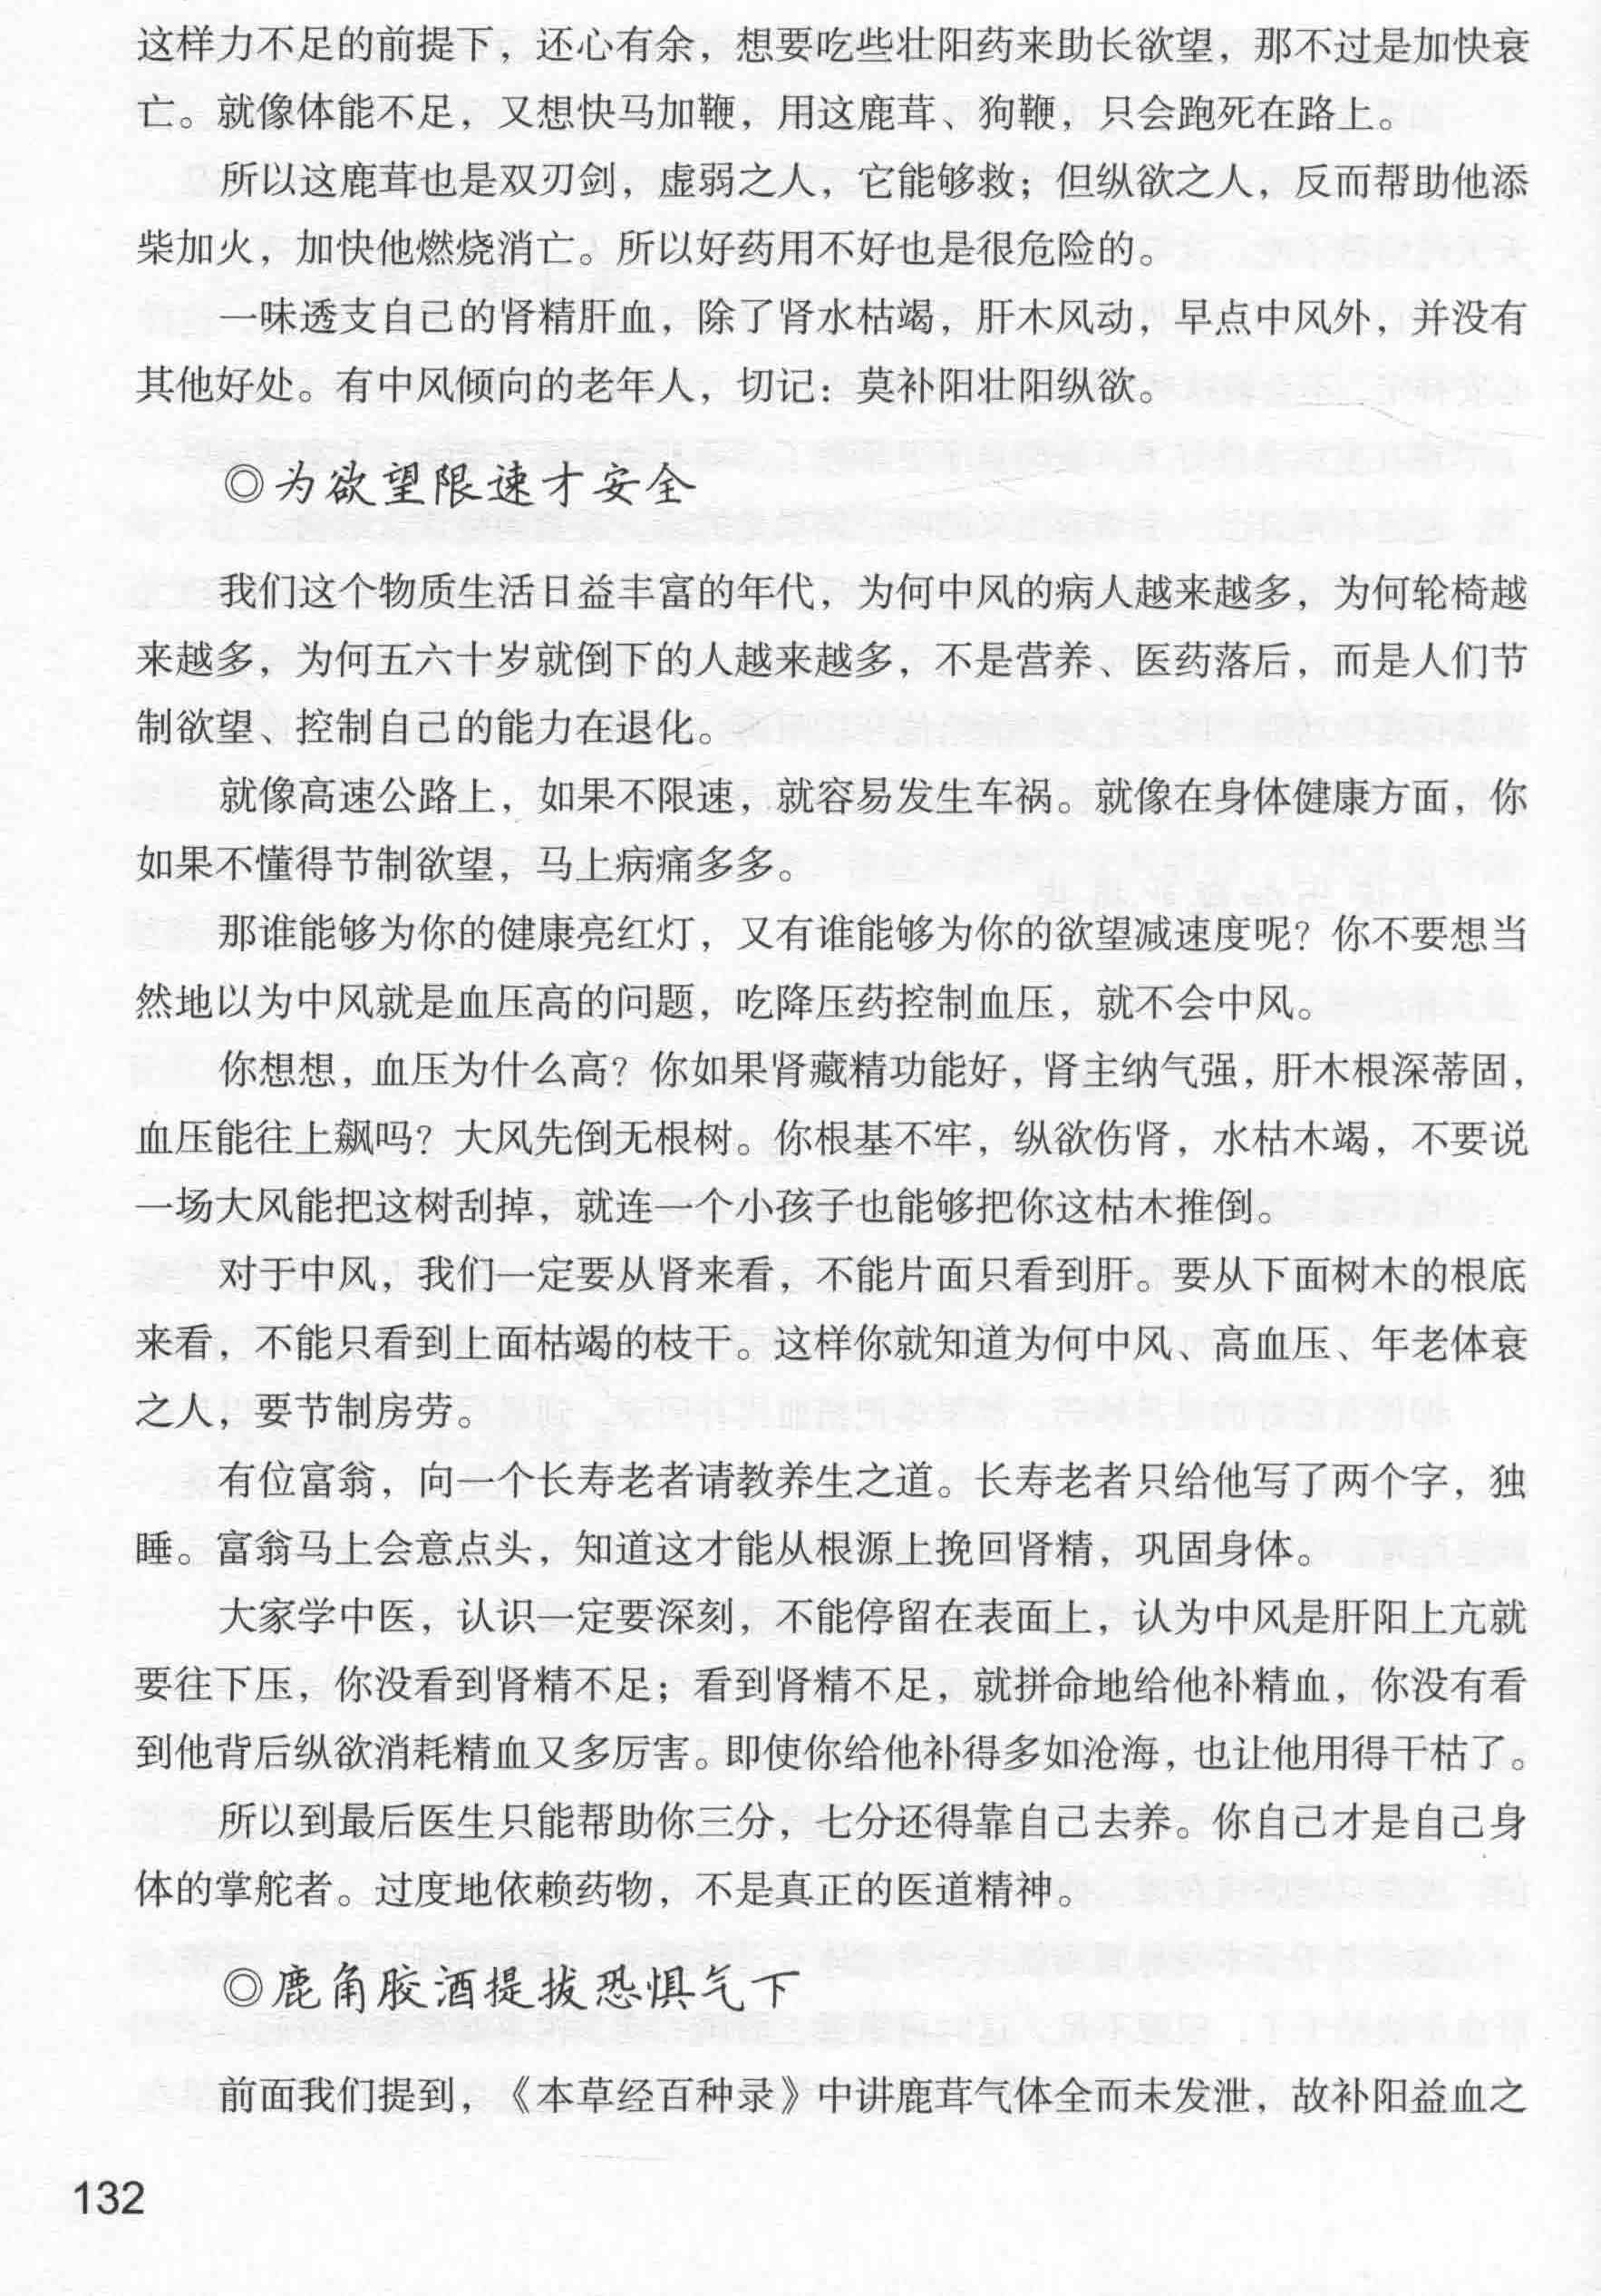 这样力不足的前提下，还心有余，想要吃些壮阳药来助长欲望，那不过是加快衰
亡。就像体能不足，又想快马加鞭，用这鹿茸、狗鞭，只会跑死在路上。
所以这鹿茸也是双刃剑，虚弱之人，它能够救；但纵欲之人，反而帮助他添
柴加火，加快他燃烧消亡。所以好药用不好也是很危险的。
一味透支自己的肾精肝血，除了肾水枯竭，肝木风动，早点中风外，并没有
其他好处。有中风倾向的老年人，切记：莫补阳壮阳纵欲。
◎为欲望限速才安全
我们这个物质生活日益丰富的年代，为何中风的病人越来越多，为何轮椅越
来越多，为何五六十岁就倒下的人越来越多，不是营养、医药落后，而是人们节
制欲望、控制自己的能力在退化。
就像高速公路上，如果不限速，就容易发生车祸。就像在身体健康方面，你
如果不懂得节制欲望，马上病痛多多。
那谁能够为你的健康亮红灯，又有谁能够为你的欲望减速度呢？你不要想当
然地以为中风就是血压高的问题，吃降压药控制血压，就不会中风。
你想想，血压为什么高？你如果肾藏精功能好，肾主纳气强，肝木根深蒂固，
血压能往上飙吗？大风先倒无根树。你根基不牢，纵欲伤肾，水枯木竭，不要说
一场大风能把这树刮掉，就连一个小孩子也能够把你这枯木推倒。
对于中风，我们一定要从肾来看，不能片面只看到肝。要从下面树木的根底
来看，不能只看到上面枯竭的枝干。这样你就知道为何中风、高血压、年老体衰
之人，要节制房劳。
有位富翁，向一个长寿老者请教养生之道。长寿老者只给他写了两个字，独
睡。富翁马上会意点头，知道这才能从根源上挽回肾精，巩固身体。
大家学中医，认识一定要深刻，不能停留在表面上，认为中风是肝阳上亢就
要往下压，你没看到肾精不足；看到肾精不足，就拼命地给他补精血，你没有看
到他背后纵欲消耗精血又多厉害。即使你给他补得多如沧海，也让他用得干枯了。
所以到最后医生只能帮助你三分，七分还得靠自己去养。你自己才是自己身
体的掌舵者。过度地依赖药物，不是真正的医道精神。
◎鹿角胶酒提拔恐惧气下
前面我们提到，《本草经百种录》中讲鹿茸气体全而未发泄，故补阳益血之
132